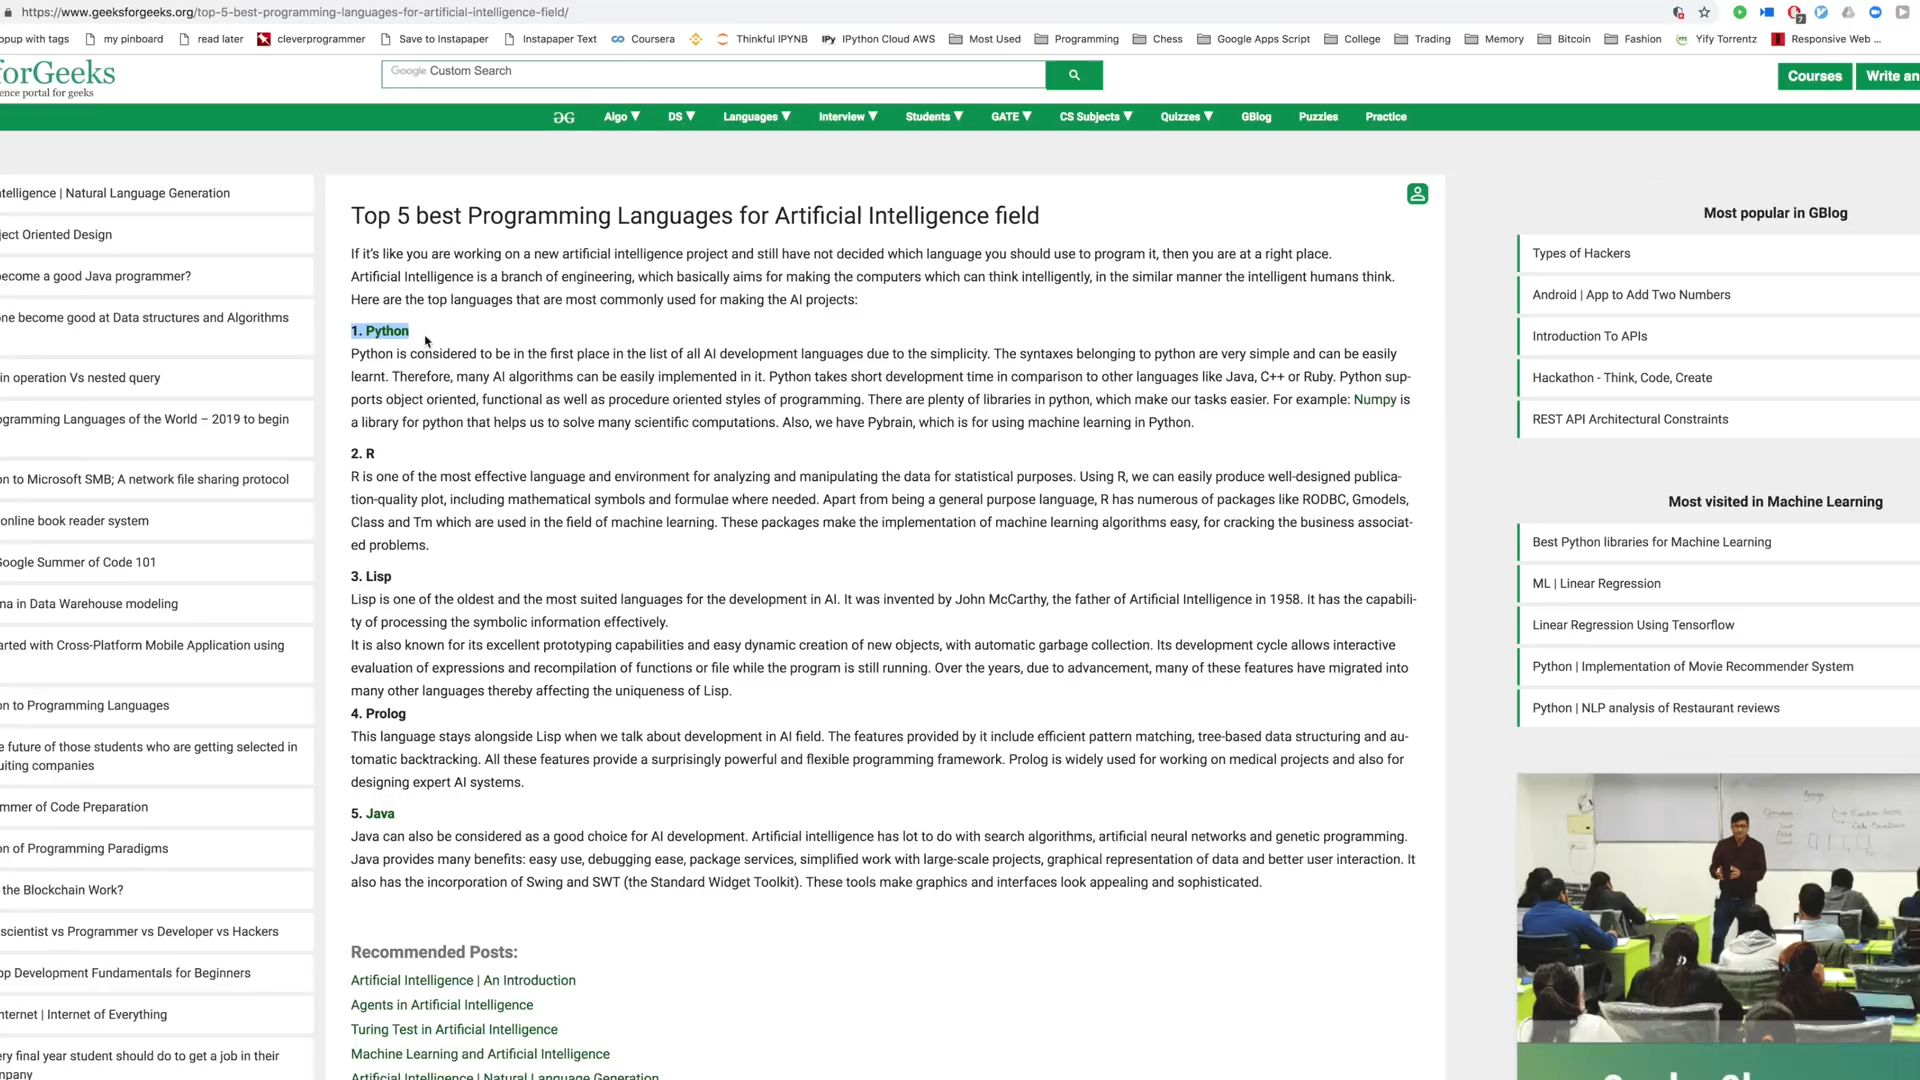 https://www.geeksforgeeks.org/top-5-best-programming-languages-for-artificial-intelligence-field/
opup with tags my pinboard read later cleverprogrammer Save to Instapaper Instapaper Text Coursera Thinkful IPYNB IPy IPython Cloud AWS Most Used Programming Chess Google Apps Script College Trading Memory Bitcoin Fashion Yify Torrentz Responsive Web ...
forGeeks
ence portal for geeks
Google Custom Search
Courses Write an
Algo ▼ DS ▼ Languages ▼ Interview ▼ Students ▼ GATE ▼ CS Subjects ▼ Quizzes ▼ GBlog Puzzles Practice
ntelligence | Natural Language Generation
ject Oriented Design
become a good Java programmer?
one become good at Data structures and Algorithms
in operation Vs nested query
ogramming Languages of the World – 2019 to begin
on to Microsoft SMB; A network file sharing protocol
online book reader system
Google Summer of Code 101
ma in Data Warehouse modeling
arted with Cross-Platform Mobile Application using
on to Programming Languages
e future of those students who are getting selected in
uiting companies
mmer of Code Preparation
on of Programming Paradigms
the Blockchain Work?
scientist vs Programmer vs Developer vs Hackers
pp Development Fundamentals for Beginners
nternet | Internet of Everything
ery final year student should do to get a job in their
mpany
Top 5 best Programming Languages for Artificial Intelligence field
If it's like you are working on a new artificial intelligence project and still have not decided which language you should use to program it, then you are at a right place.
Artificial Intelligence is a branch of engineering, which basically aims for making the computers which can think intelligently, in the similar manner the intelligent humans think.
Here are the top languages that are most commonly used for making the AI projects:
1. Python
Python is considered to be in the first place in the list of all AI development languages due to the simplicity. The syntaxes belonging to python are very simple and can be easily
learnt. Therefore, many AI algorithms can be easily implemented in it. Python takes short development time in comparison to other languages like Java, C++ or Ruby. Python sup-
ports object oriented, functional as well as procedure oriented styles of programming. There are plenty of libraries in python, which make our tasks easier. For example: Numpy is
a library for python that helps us to solve many scientific computations. Also, we have Pybrain, which is for using machine learning in Python.
2. R
R is one of the most effective language and environment for analyzing and manipulating the data for statistical purposes. Using R, we can easily produce well-designed publica-
tion-quality plot, including mathematical symbols and formulae where needed. Apart from being a general purpose language, R has numerous of packages like RODBC, Gmodels,
Class and Tm which are used in the field of machine learning. These packages make the implementation of machine learning algorithms easy, for cracking the business associat-
ed problems.
3. Lisp
Lisp is one of the oldest and the most suited languages for the development in AI. It was invented by John McCarthy, the father of Artificial Intelligence in 1958. It has the capabili-
ty of processing the symbolic information effectively.
It is also known for its excellent prototyping capabilities and easy dynamic creation of new objects, with automatic garbage collection. Its development cycle allows interactive
evaluation of expressions and recompilation of functions or file while the program is still running. Over the years, due to advancement, many of these features have migrated into
many other languages thereby affecting the uniqueness of Lisp.
4. Prolog
This language stays alongside Lisp when we talk about development in AI field. The features provided by it include efficient pattern matching, tree-based data structuring and au-
tomatic backtracking. All these features provide a surprisingly powerful and flexible programming framework. Prolog is widely used for working on medical projects and also for
designing expert AI systems.
5. Java
Java can also be considered as a good choice for AI development. Artificial intelligence has lot to do with search algorithms, artificial neural networks and genetic programming.
Java provides many benefits: easy use, debugging ease, package services, simplified work with large-scale projects, graphical representation of data and better user interaction. It
also has the incorporation of Swing and SWT (the Standard Widget Toolkit). These tools make graphics and interfaces look appealing and sophisticated.
Recommended Posts:
Artificial Intelligence | An Introduction
Agents in Artificial Intelligence
Turing Test in Artificial Intelligence
Machine Learning and Artificial Intelligence
Artificial Intelligence | Natural Language Generation
Most popular in GBlog
Types of Hackers
Android | App to Add Two Numbers
Introduction To APIs
Hackathon - Think, Code, Create
REST API Architectural Constraints
Most visited in Machine Learning
Best Python libraries for Machine Learning
ML | Linear Regression
Linear Regression Using Tensorflow
Python | Implementation of Movie Recommender System
Python | NLP analysis of Restaurant reviews